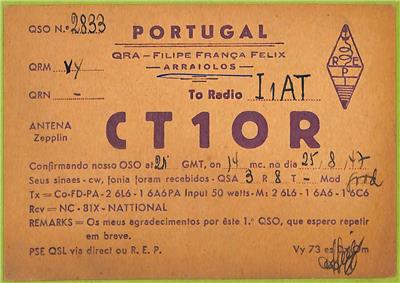 QSO N.º 2833
PORTUGAL
QRA — FILIPE FRANÇA FELIX
ARRAIOLOS
QRM vy
QRN -
To Radio I1AT
R E P
ANTENA
Zepplin
CT1OR
Confirmando nosso QSO at 21 GMT, on 14 mc. no dia 25 8 47
Seus sinaes - cw, fonia foram recebidos - QSA 3 R 8 T - Mod good
Tx = Co-FD-PA - 2 6L6 - 1 6A6PA Input 50 watts - M: 2 6L6 - 1 6A6 - 1 6C6
Rcv = NC - 81X - NATTIONAL
REMARKS = Os meus agradecimentos por êste 1.º QSO, que espero repetir
em breve.
PSE QSL via direct ou R. E. P.
Vy 73 es Om